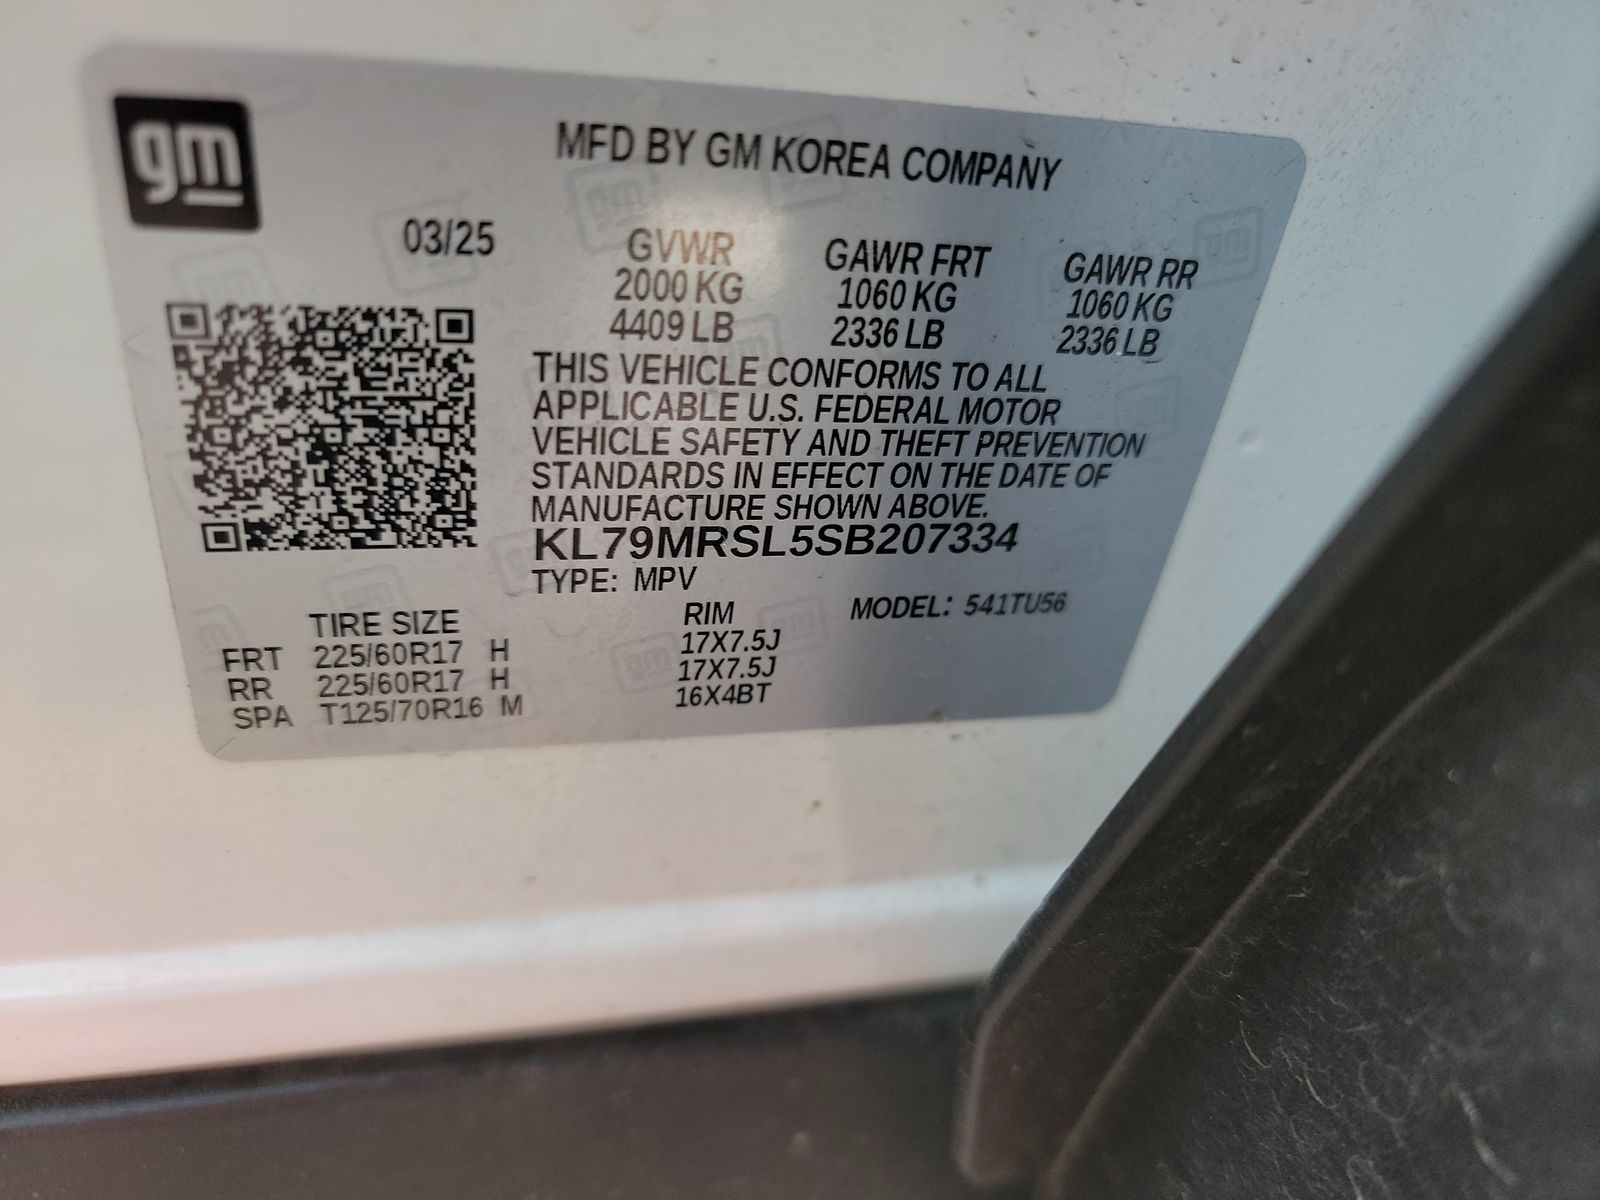 gm
MFD BY GM KOREA COMPANY
03/25 GVWR GAWR FRT GAWR RR
2000 KG 1060 KG 1060 KG
4409 LB 2336 LB 2336 LB
THIS VEHICLE CONFORMS TO ALL
APPLICABLE U.S. FEDERAL MOTOR
VEHICLE SAFETY AND THEFT PREVENTION
STANDARDS IN EFFECT ON THE DATE OF
MANUFACTURE SHOWN ABOVE.
KL79MRSL5SB207334
TYPE: MPV
TIRE SIZE RIM MODEL: 541TU56
FRT 225/60R17 H 17X7.5J
RR 225/60R17 H 17X7.5J
SPA T125/70R16 M 16X4BT